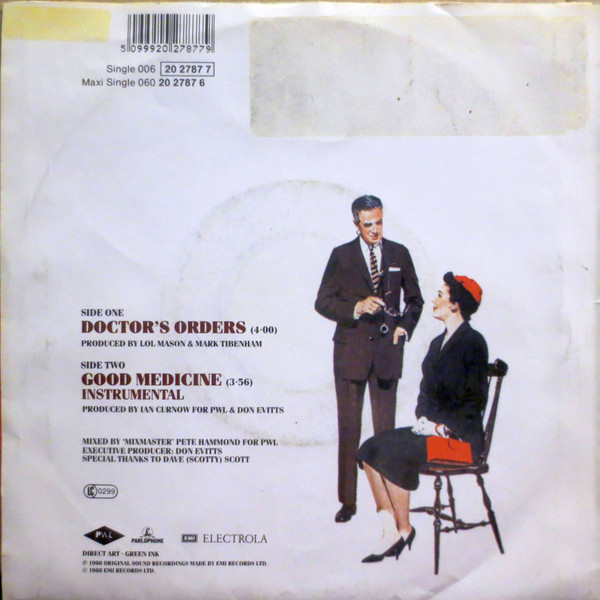 5099920278779
Single 006 20 2787 7
Maxi Single 060 20 2787 6
SIDE ONE
DOCTOR'S ORDERS (4·00)
PRODUCED BY LOL MASON & MARK TIBENHAM
SIDE TWO
GOOD MEDICINE (3·56)
INSTRUMENTAL
PRODUCED BY IAN CURNOW FOR PWL & DON EVITTS
MIXED BY 'MIXMASTER' PETE HAMMOND FOR PWL
EXECUTIVE PRODUCER: DON EVITTS
SPECIAL THANKS TO DAVE (SCOTTY) SCOTT
LC 0299
PWL PARLOPHONE EMI ELECTROLA
DIRECT ART · GREEN INK
℗ 1988 ORIGINAL SOUND RECORDINGS MADE BY EMI RECORDS LTD.
© 1988 EMI RECORDS LTD.